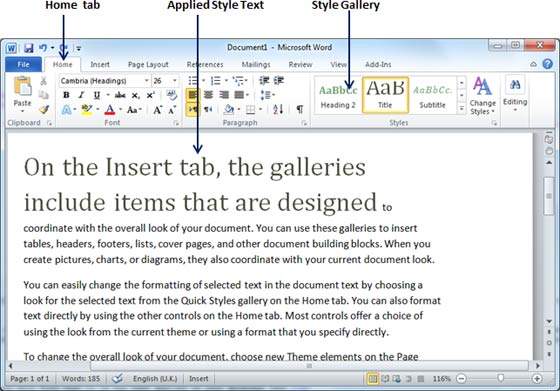 Home tab Applied Style Text Style Gallery
Document1 - Microsoft Word
File Home Insert Page Layout References Mailings Review View Add-Ins
Cambria (Headings) 26 AaBbCc AaB AaBbCc
Paste B I U abc x₂ x² Heading 2 Title Subtitle Change Styles Editing
Clipboard Font Paragraph Styles
On the Insert tab, the galleries
include items that are designed to
coordinate with the overall look of your document. You can use these galleries to insert
tables, headers, footers, lists, cover pages, and other document building blocks. When you
create pictures, charts, or diagrams, they also coordinate with your current document look.
You can easily change the formatting of selected text in the document text by choosing a
look for the selected text from the Quick Styles gallery on the Home tab. You can also format
text directly by using the other controls on the Home tab. Most controls offer a choice of
using the look from the current theme or using a format that you specify directly.
To change the overall look of your document, choose new Theme elements on the Page
Page: 1 of 1 Words: 185 English (U.K.) Insert 116%